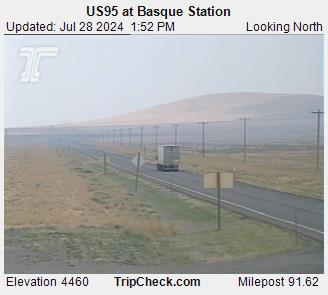 US95 at Basque Station
Updated: Jul 28 2024 1:52 PM Looking North
Elevation 4460 TripCheck.com Milepost 91.62